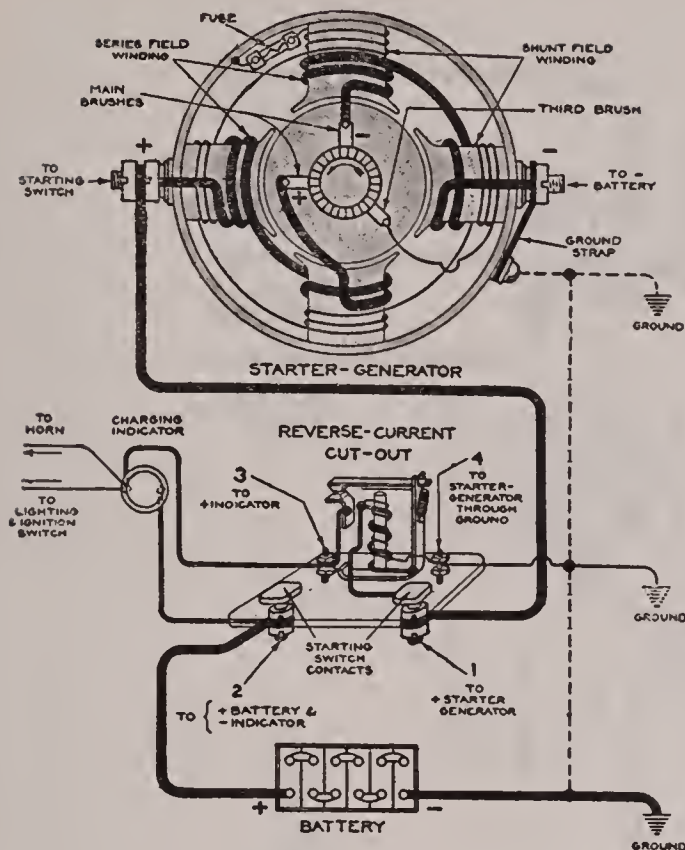 FUSE
SERIES FIELD
WINDING
SHUNT FIELD
WINDING
MAIN
BRUSHES
THIRD BRUSH
+
-
-
+
TO
STARTING
SWITCH
TO -
BATTERY
GROUND
STRAP
GROUND
STARTER-GENERATOR
TO
HORN
CHARGING
INDICATOR
REVERSE-CURRENT
CUT-OUT
3
TO
+INDICATOR
4
TO
STARTER-
GENERATOR
THROUGH
GROUND
TO
LIGHTING
& IGNITION
SWITCH
GROUND
STARTING
SWITCH
CONTACTS
2
TO { + BATTERY &
- INDICATOR
1
TO
+ STARTER
GENERATOR
+
-
BATTERY
GROUND